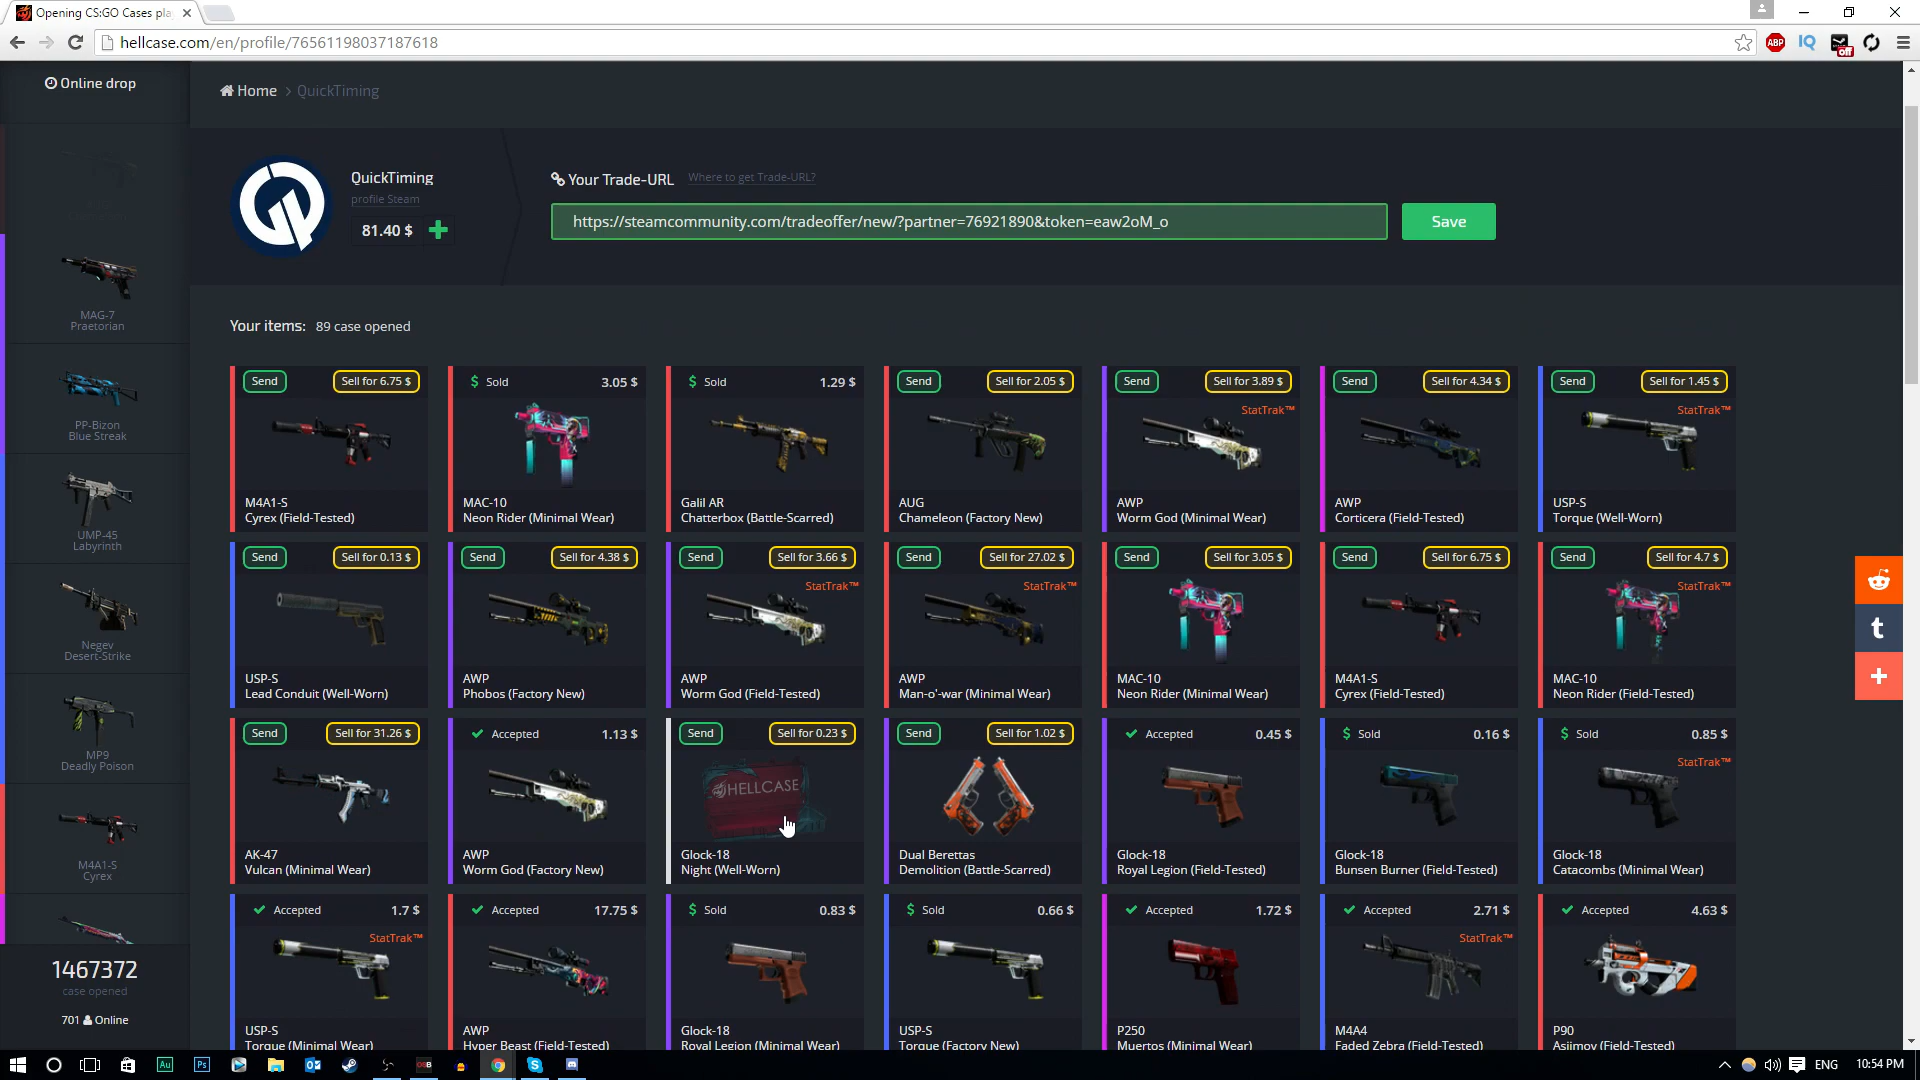 Opening CS:GO Cases pla
hellcase.com/en/profile/76561198037187618
ABP
IQ
off
Online drop
Home > QuickTiming
QuickTiming
profile Steam
81.40 $
Your Trade-URL Where to get Trade-URL?
https://steamcommunity.com/tradeoffer/new/?partner=76921890&token=eaw2oM_o
Save
MAG-7
Praetorian
PP-Bizon
Blue Streak
UMP-45
Labyrinth
Negev
Desert-Strike
MP9
Deadly Poison
M4A1-S
Cyrex
1467372
case opened
701 Online
Your items: 89 case opened
Send Sell for 6.75 $
M4A1-S
Cyrex (Field-Tested)
$ Sold 3.05 $
MAC-10
Neon Rider (Minimal Wear)
$ Sold 1.29 $
Galil AR
Chatterbox (Battle-Scarred)
Send Sell for 2.05 $
AUG
Chameleon (Factory New)
Send Sell for 3.89 $
StatTrak™
AWP
Worm God (Minimal Wear)
Send Sell for 4.34 $
AWP
Corticera (Field-Tested)
Send Sell for 1.45 $
StatTrak™
USP-S
Torque (Well-Worn)
Send Sell for 0.13 $
USP-S
Lead Conduit (Well-Worn)
Send Sell for 4.38 $
AWP
Phobos (Factory New)
Send Sell for 3.66 $
StatTrak™
AWP
Worm God (Field-Tested)
Send Sell for 27.02 $
StatTrak™
AWP
Man-o'-war (Minimal Wear)
Send Sell for 3.05 $
MAC-10
Neon Rider (Minimal Wear)
Send Sell for 6.75 $
M4A1-S
Cyrex (Field-Tested)
Send Sell for 4.7 $
StatTrak™
MAC-10
Neon Rider (Field-Tested)
Send Sell for 31.26 $
AK-47
Vulcan (Minimal Wear)
Accepted 1.13 $
AWP
Worm God (Factory New)
Send Sell for 0.23 $
HELLCASE
Glock-18
Night (Well-Worn)
Send Sell for 1.02 $
Dual Berettas
Demolition (Battle-Scarred)
Accepted 0.45 $
Glock-18
Royal Legion (Field-Tested)
$ Sold 0.16 $
Glock-18
Bunsen Burner (Field-Tested)
$ Sold 0.85 $
StatTrak™
Glock-18
Catacombs (Minimal Wear)
Accepted 1.7 $
StatTrak™
USP-S
Torque (Minimal Wear)
Accepted 17.75 $
AWP
Hyper Beast (Field-Tested)
$ Sold 0.83 $
Glock-18
Royal Legion (Minimal Wear)
$ Sold 0.66 $
USP-S
Torque (Factory New)
Accepted 1.72 $
P250
Muertos (Minimal Wear)
Accepted 2.71 $
StatTrak™
M4A4
Faded Zebra (Field-Tested)
Accepted 4.63 $
P90
Asiimov (Field-Tested)
t
Au
Ps
ENG
10:54 PM